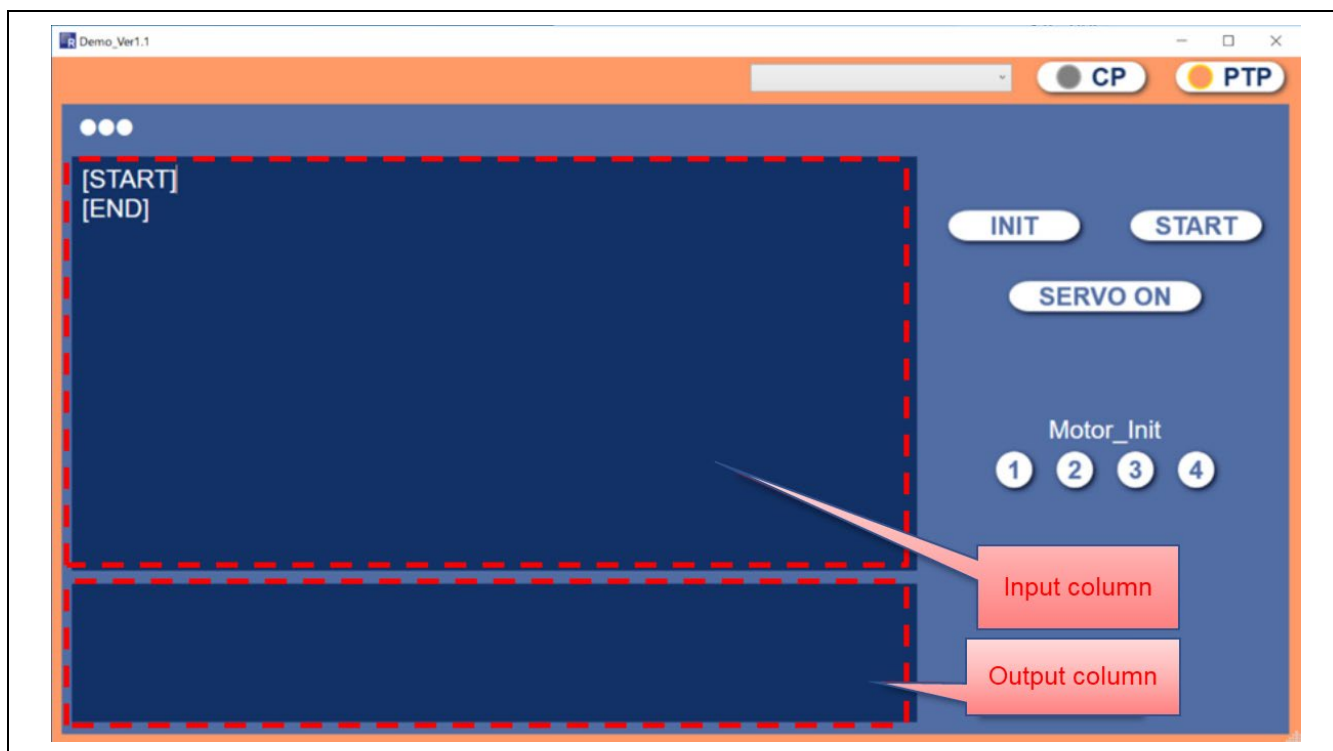 R Demo_Ver1.1
CP PTP
[START]
[END]
INIT START
SERVO ON
Motor_Init
1 2 3 4
Input column
Output column